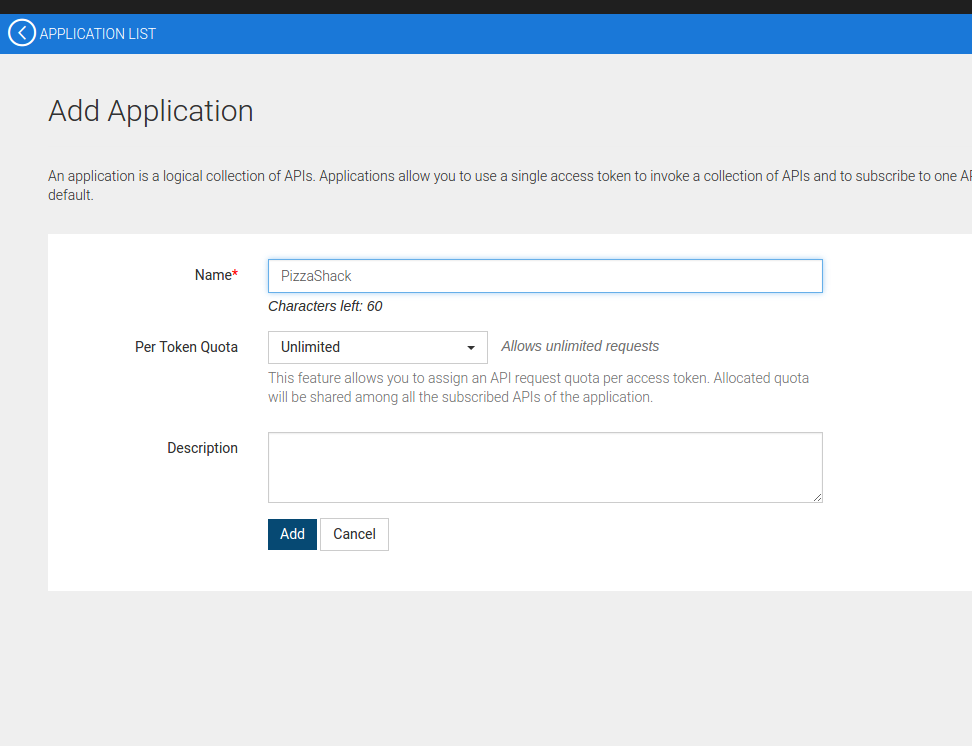 APPLICATION LIST
Add Application
An application is a logical collection of APIs. Applications allow you to use a single access token to invoke a collection of APIs and to subscribe to one
default.
Name*
PizzaShack
Characters left: 60
Per Token Quota
Unlimited
Allows unlimited requests
This feature allows you to assign an API request quota per access token. Allocated quota
will be shared among all the subscribed APIs of the application.
Description
Add
Cancel